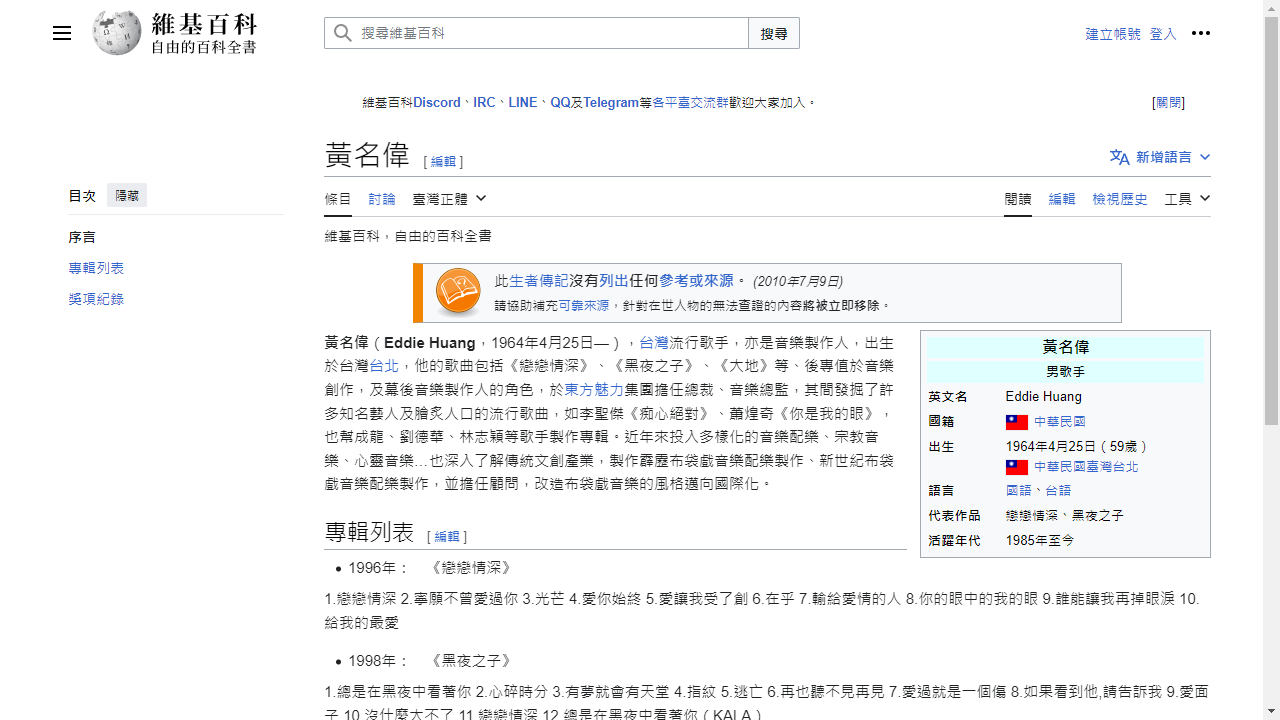 維基百科
自由的百科全書
搜尋維基百科
搜尋
建立帳號 登入
維基百科Discord、IRC、LINE、QQ及Telegram等各平臺交流群歡迎大家加入。
[關閉]
黃名偉 [編輯]
新增語言
目次 隱藏
條目 討論 臺灣正體
閱讀 編輯 檢視歷史 工具
序言
專輯列表
獎項紀錄
維基百科，自由的百科全書
此生者傳記沒有列出任何參考或來源。 (2010年7月9日)
請協助補充可靠來源，針對在世人物的無法查證的內容將被立即移除。
黃名偉（Eddie Huang，1964年4月25日—），台灣流行歌手，亦是音樂製作人，出生
於台灣台北，他的歌曲包括《戀戀情深》、《黑夜之子》、《大地》等、後專值於音樂
創作，及幕後音樂製作人的角色，於東方魅力集團擔任總裁、音樂總監，其間發掘了許
多知名藝人及膾炙人口的流行歌曲，如李聖傑《痴心絕對》、蕭煌奇《你是我的眼》，
也幫成龍、劉德華、林志穎等歌手製作專輯。近年來投入多樣化的音樂配樂、宗教音
樂、心靈音樂...也深入了解傳統文創產業，製作霹靂布袋戲音樂配樂製作、新世紀布袋
戲音樂配樂製作，並擔任顧問，改造布袋戲音樂的風格邁向國際化。
黃名偉
男歌手
英文名 Eddie Huang
國籍 中華民國
出生 1964年4月25日（59歲）
中華民國臺灣台北
語言 國語、台語
代表作品 戀戀情深、黑夜之子
活躍年代 1985年至今
專輯列表 [編輯]
1996年： 《戀戀情深》
1.戀戀情深 2.寧願不曾愛過你 3.光芒 4.愛你始終 5.愛讓我受了創 6.在乎 7.輸給愛情的人 8.你的眼中的我的眼 9.誰能讓我再掉眼淚 10.
給我的最愛
1998年： 《黑夜之子》
1.總是在黑夜中看著你 2.心碎時分 3.有夢就會有天堂 4.指紋 5.逃亡 6.再也聽不見再見 7.愛過就是一個傷 8.如果看到他,請告訴我 9.愛面
子 10.沒什麼大不了 11.戀戀情深 12.總是在黑夜中看著你（KALA）